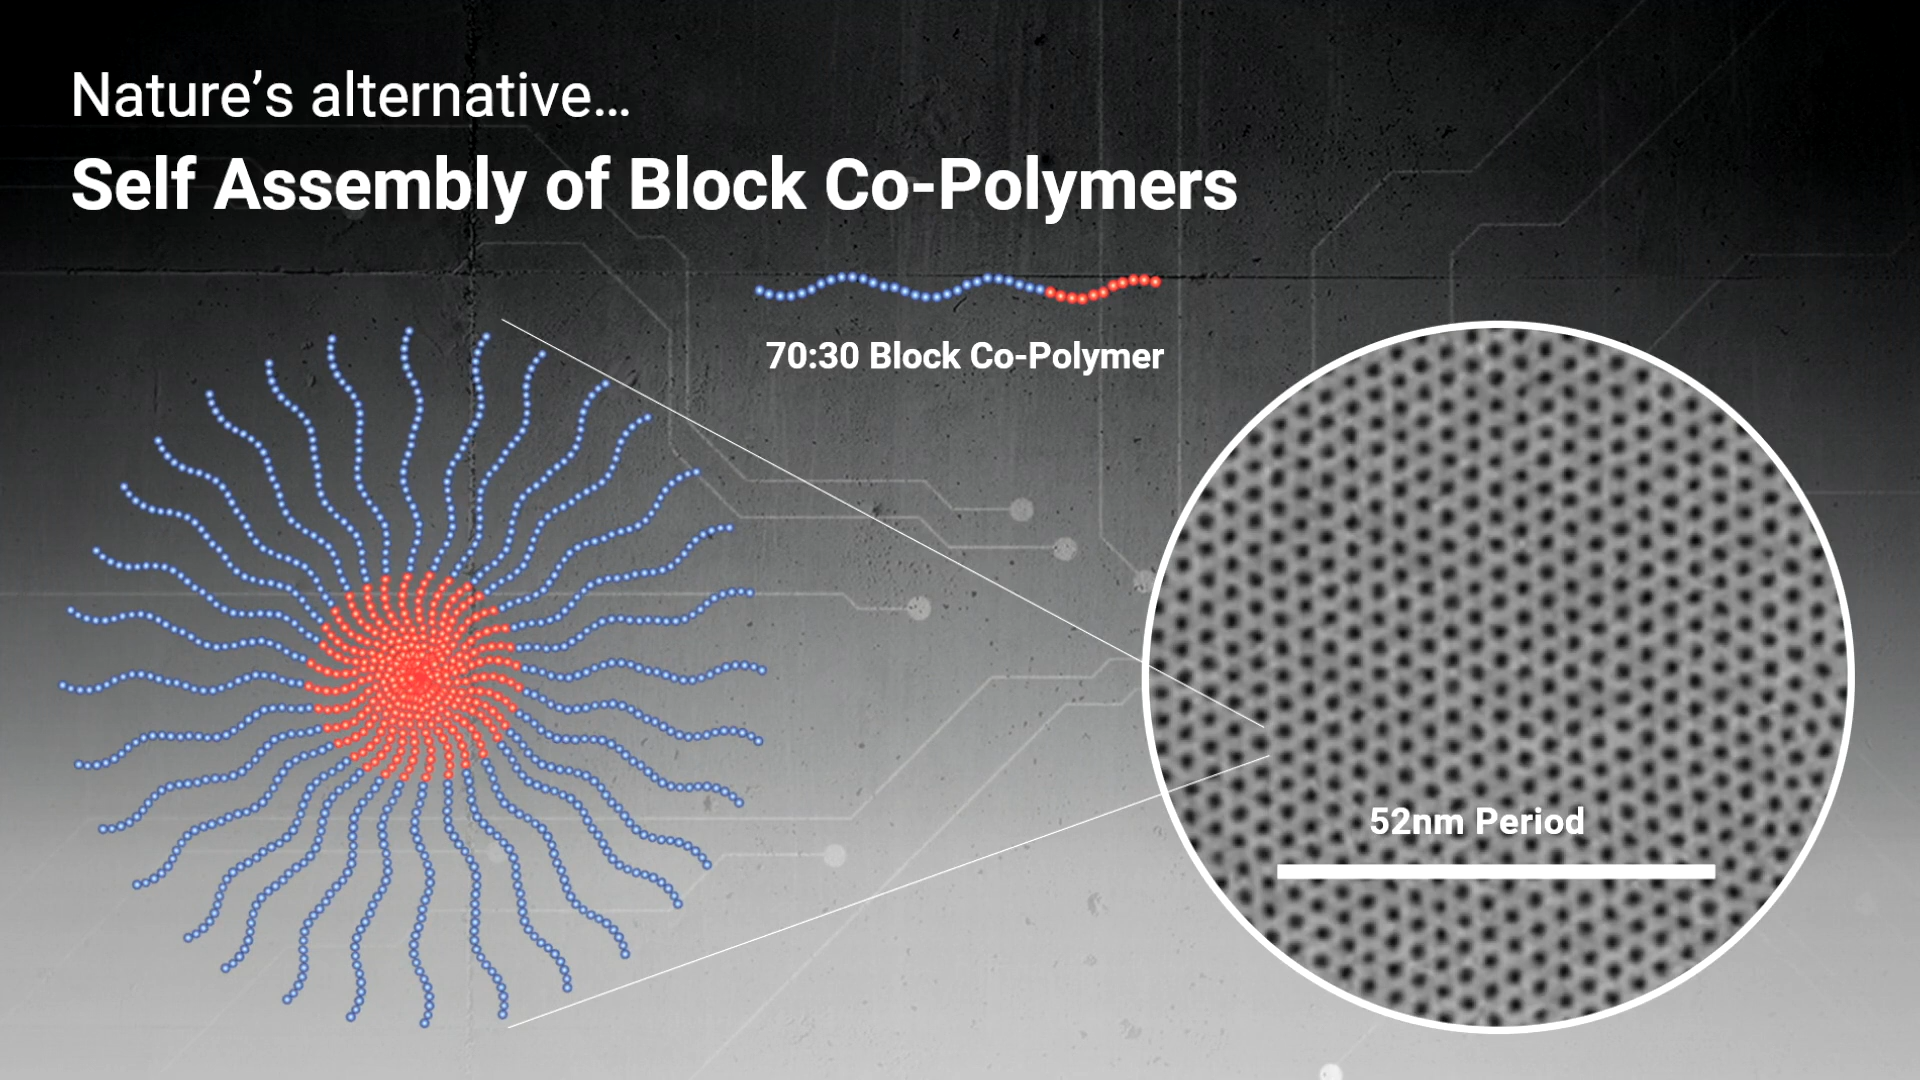 Nature’s alternative…
Self Assembly of Block Co-Polymers
70:30 Block Co-Polymer
52nm Period